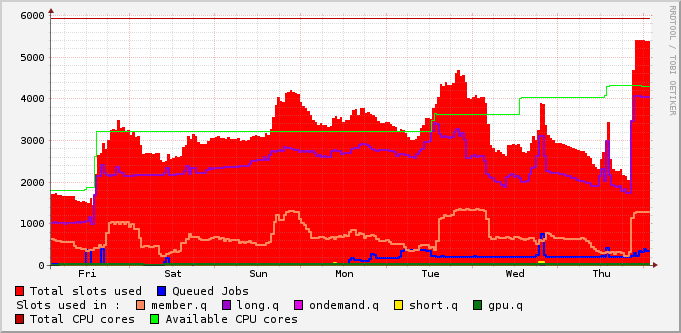 6000
5000
4000
3000
2000
1000
0
Fri Sat Sun Mon Tue Wed Thu
Total slots used Queued Jobs
Slots used in : member.q long.q ondemand.q short.q gpu.q
Total CPU cores Available CPU cores
RRDTOOL / TOBI OETIKER